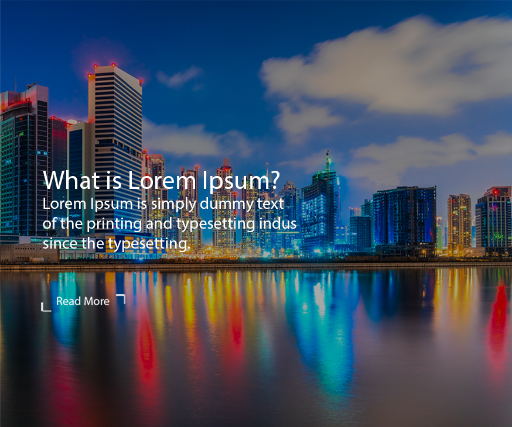 What is Lorem Ipsum?
Lorem Ipsum is simply dummy text
of the printing and typesetting indus
since the typesetting.
Read More